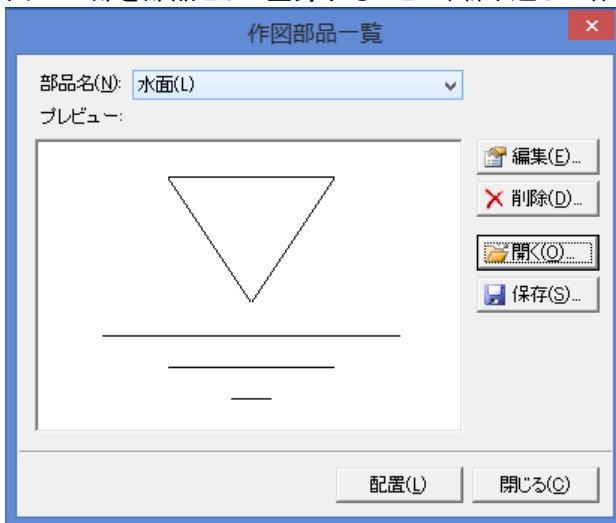 作図部品一覧
部品名(N): 水面(L)
プレビュー:
編集(E)...
削除(D)...
開く(O)...
保存(S)...
配置(L)
閉じる(C)